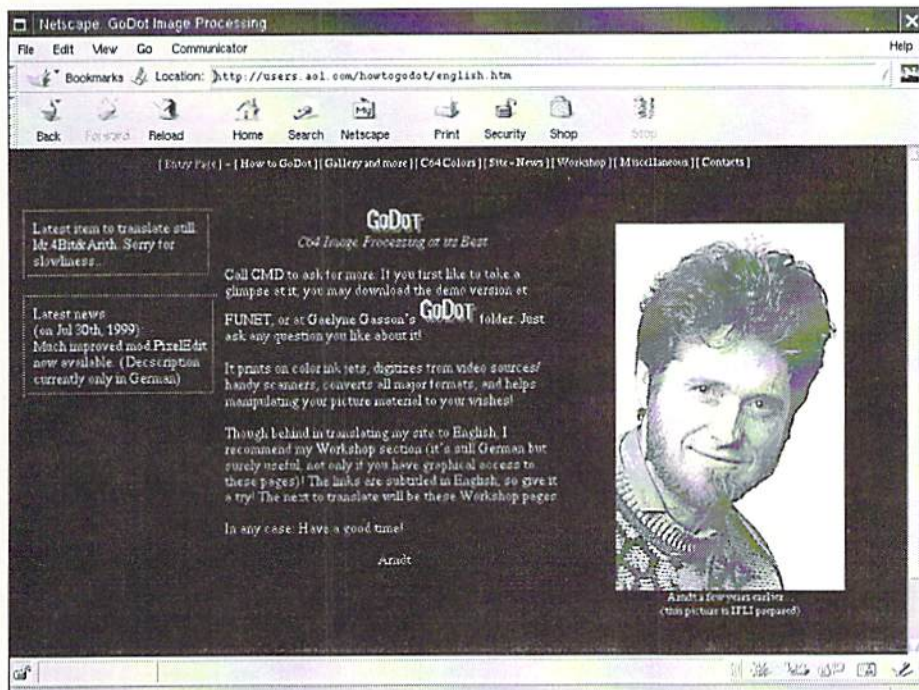 Netscape: GoDot Image Processing
File Edit View Go Communicator Help
Bookmarks Location: http://users.aol.com/howtogodot/english.htm
Back Forward Reload Home Search Netscape Print Security Shop Stop
[ Entry Page ] - [ How to GoDot ] [ Gallery and more ] [ C64 Colors ] [ Site-News ] [ Workshop ] [ Miscellaneous ] [ Contacts ]
Latest item to translate still:
ldr.4Bit&Arith. Sorry for
slowliness...
Latest news
(on Jul 30th, 1999)
Much improved mod.PixelEdit
now available. (Decscription
currently only in German)
GoDot
C64 Image Processing at its Best
Call CMD to ask for more. If you first like to take a
glimpse at it, you may download the demo version at
FUNET, or at Gaelyne Gasson's GoDot folder. Just
ask any question you like about it!
It prints on color ink jets, digitizes from video sources/
handy scanners, converts all major formats, and helps
manipulating your picture material to your wishes!
Though behind in translating my site to English, I
recommend my Workshop section (it's still German but
surely useful, not only if you have graphical access to
these pages)! The links are subtitled in English, so give it
a try! The next to translate will be these Workshop pages
In any case: Have a good time!
Arndt
Arndt a few years earlier...
(this picture is IFLI prepared)